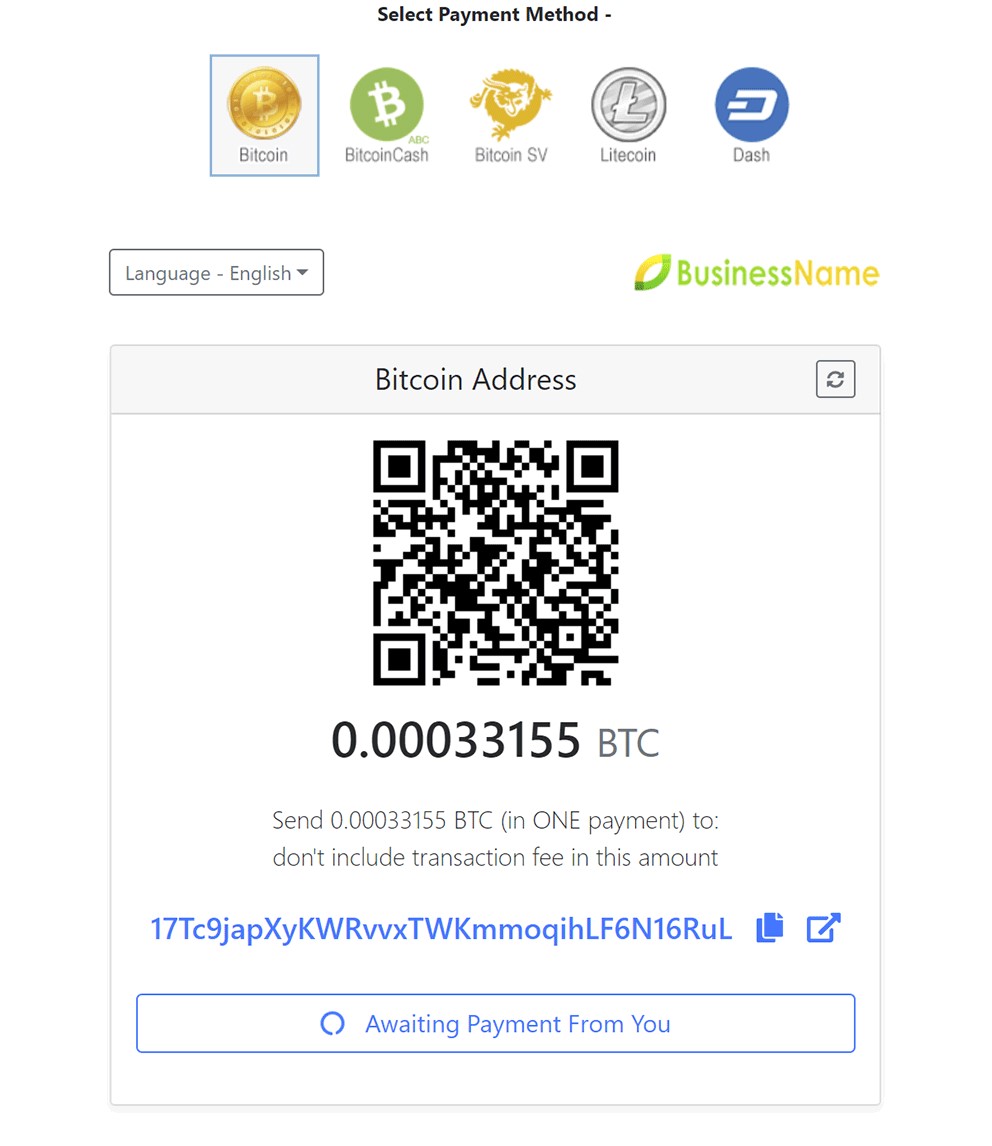 Select Payment Method -
Bitcoin
BitcoinCash
ABC
Bitcoin SV
Litecoin
Dash
Language - English
BusinessName
Bitcoin Address
0.00033155 BTC
Send 0.00033155 BTC (in ONE payment) to:
don't include transaction fee in this amount
17Tc9japXyKWRvvxTWKmmoqihLF6N16RuL
Awaiting Payment From You